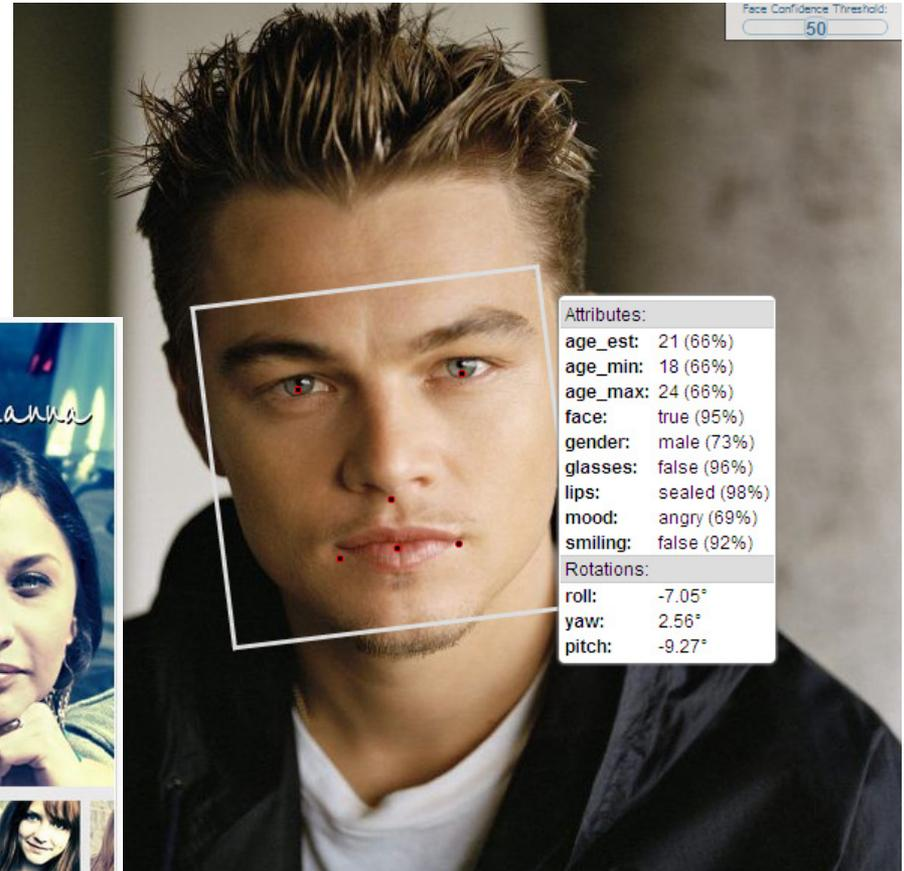 Face Confidence Threshold:
50
anna
Attributes:
age_est: 21 (66%)
age_min: 18 (66%)
age_max: 24 (66%)
face: true (95%)
gender: male (73%)
glasses: false (96%)
lips: sealed (98%)
mood: angry (69%)
smiling: false (92%)
Rotations:
roll: -7.05°
yaw: 2.56°
pitch: -9.27°